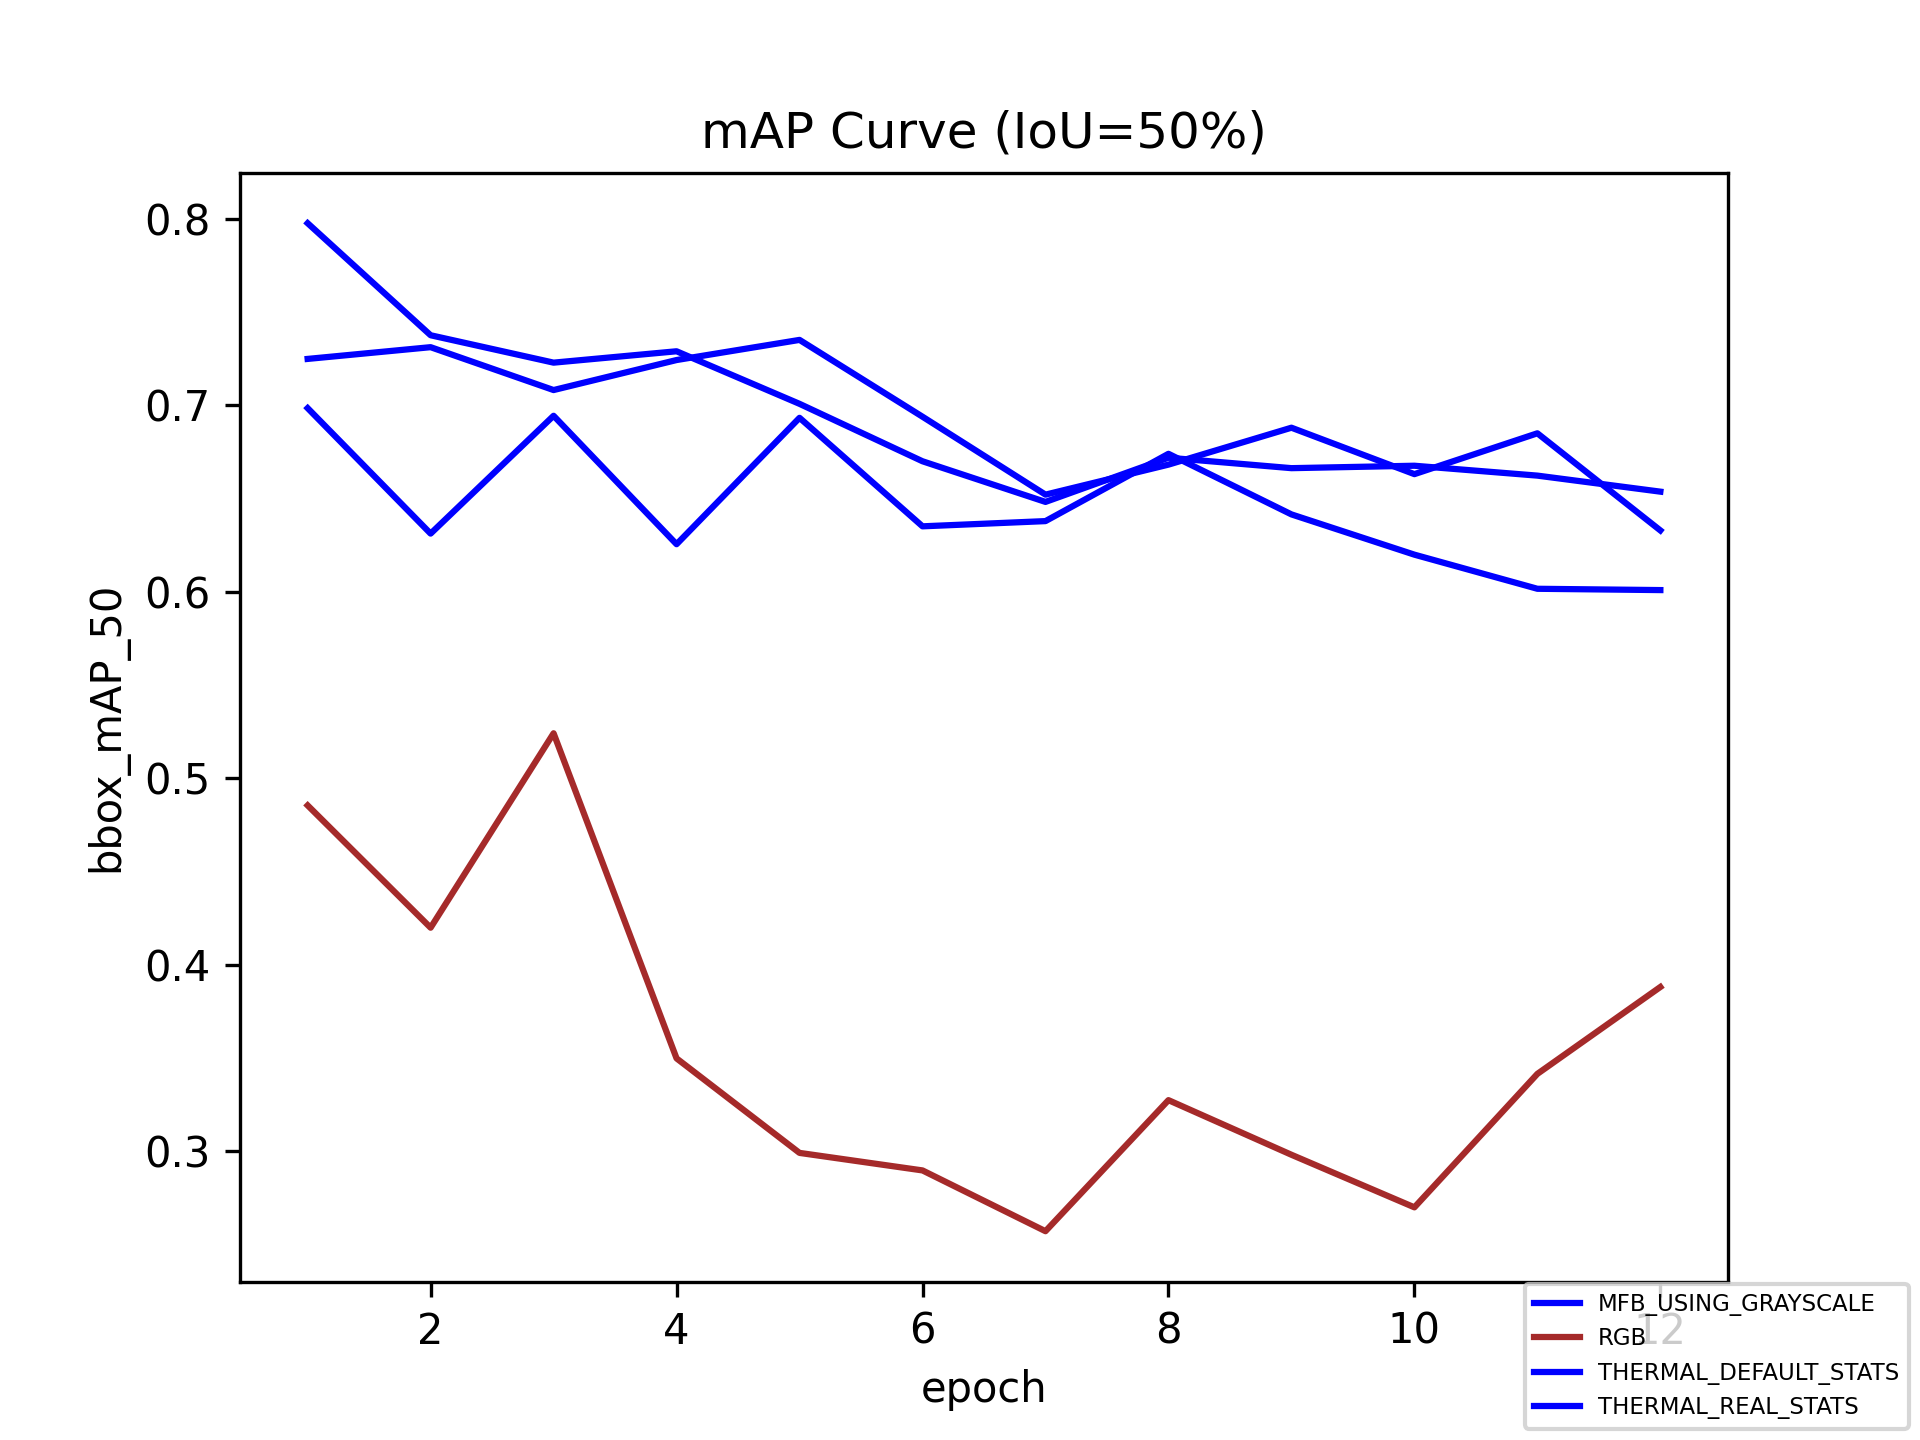 mAP Curve (IoU=50%)
0.8
0.7
0.6
0.5
0.4
0.3
bbox_mAP_50
2 4 6 8 10 12
epoch
MFB_USING_GRAYSCALE
RGB
THERMAL_DEFAULT_STATS
THERMAL_REAL_STATS